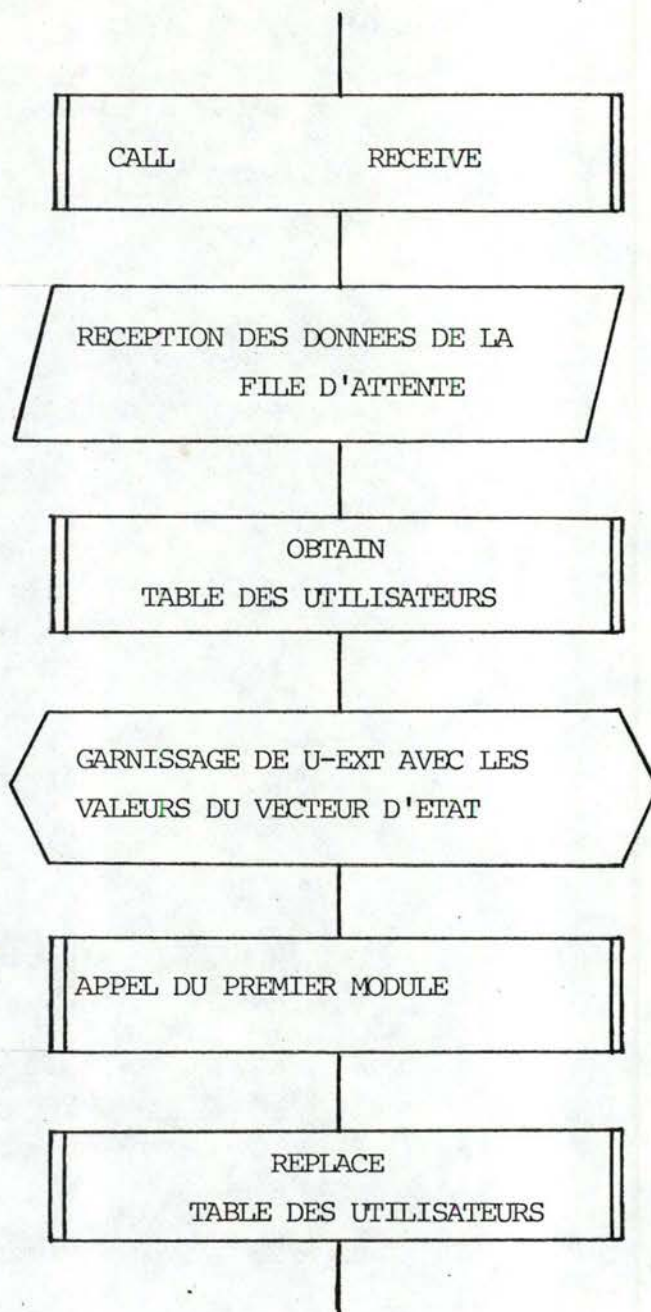 CALL RECEIVE
RECEPTION DES DONNEES DE LA
FILE D'ATTENTE
OBTAIN
TABLE DES UTILISATEURS
GARNISSAGE DE U-EXT AVEC LES
VALEURS DU VECTEUR D'ETAT
APPEL DU PREMIER MODULE
REPLACE
TABLE DES UTILISATEURS